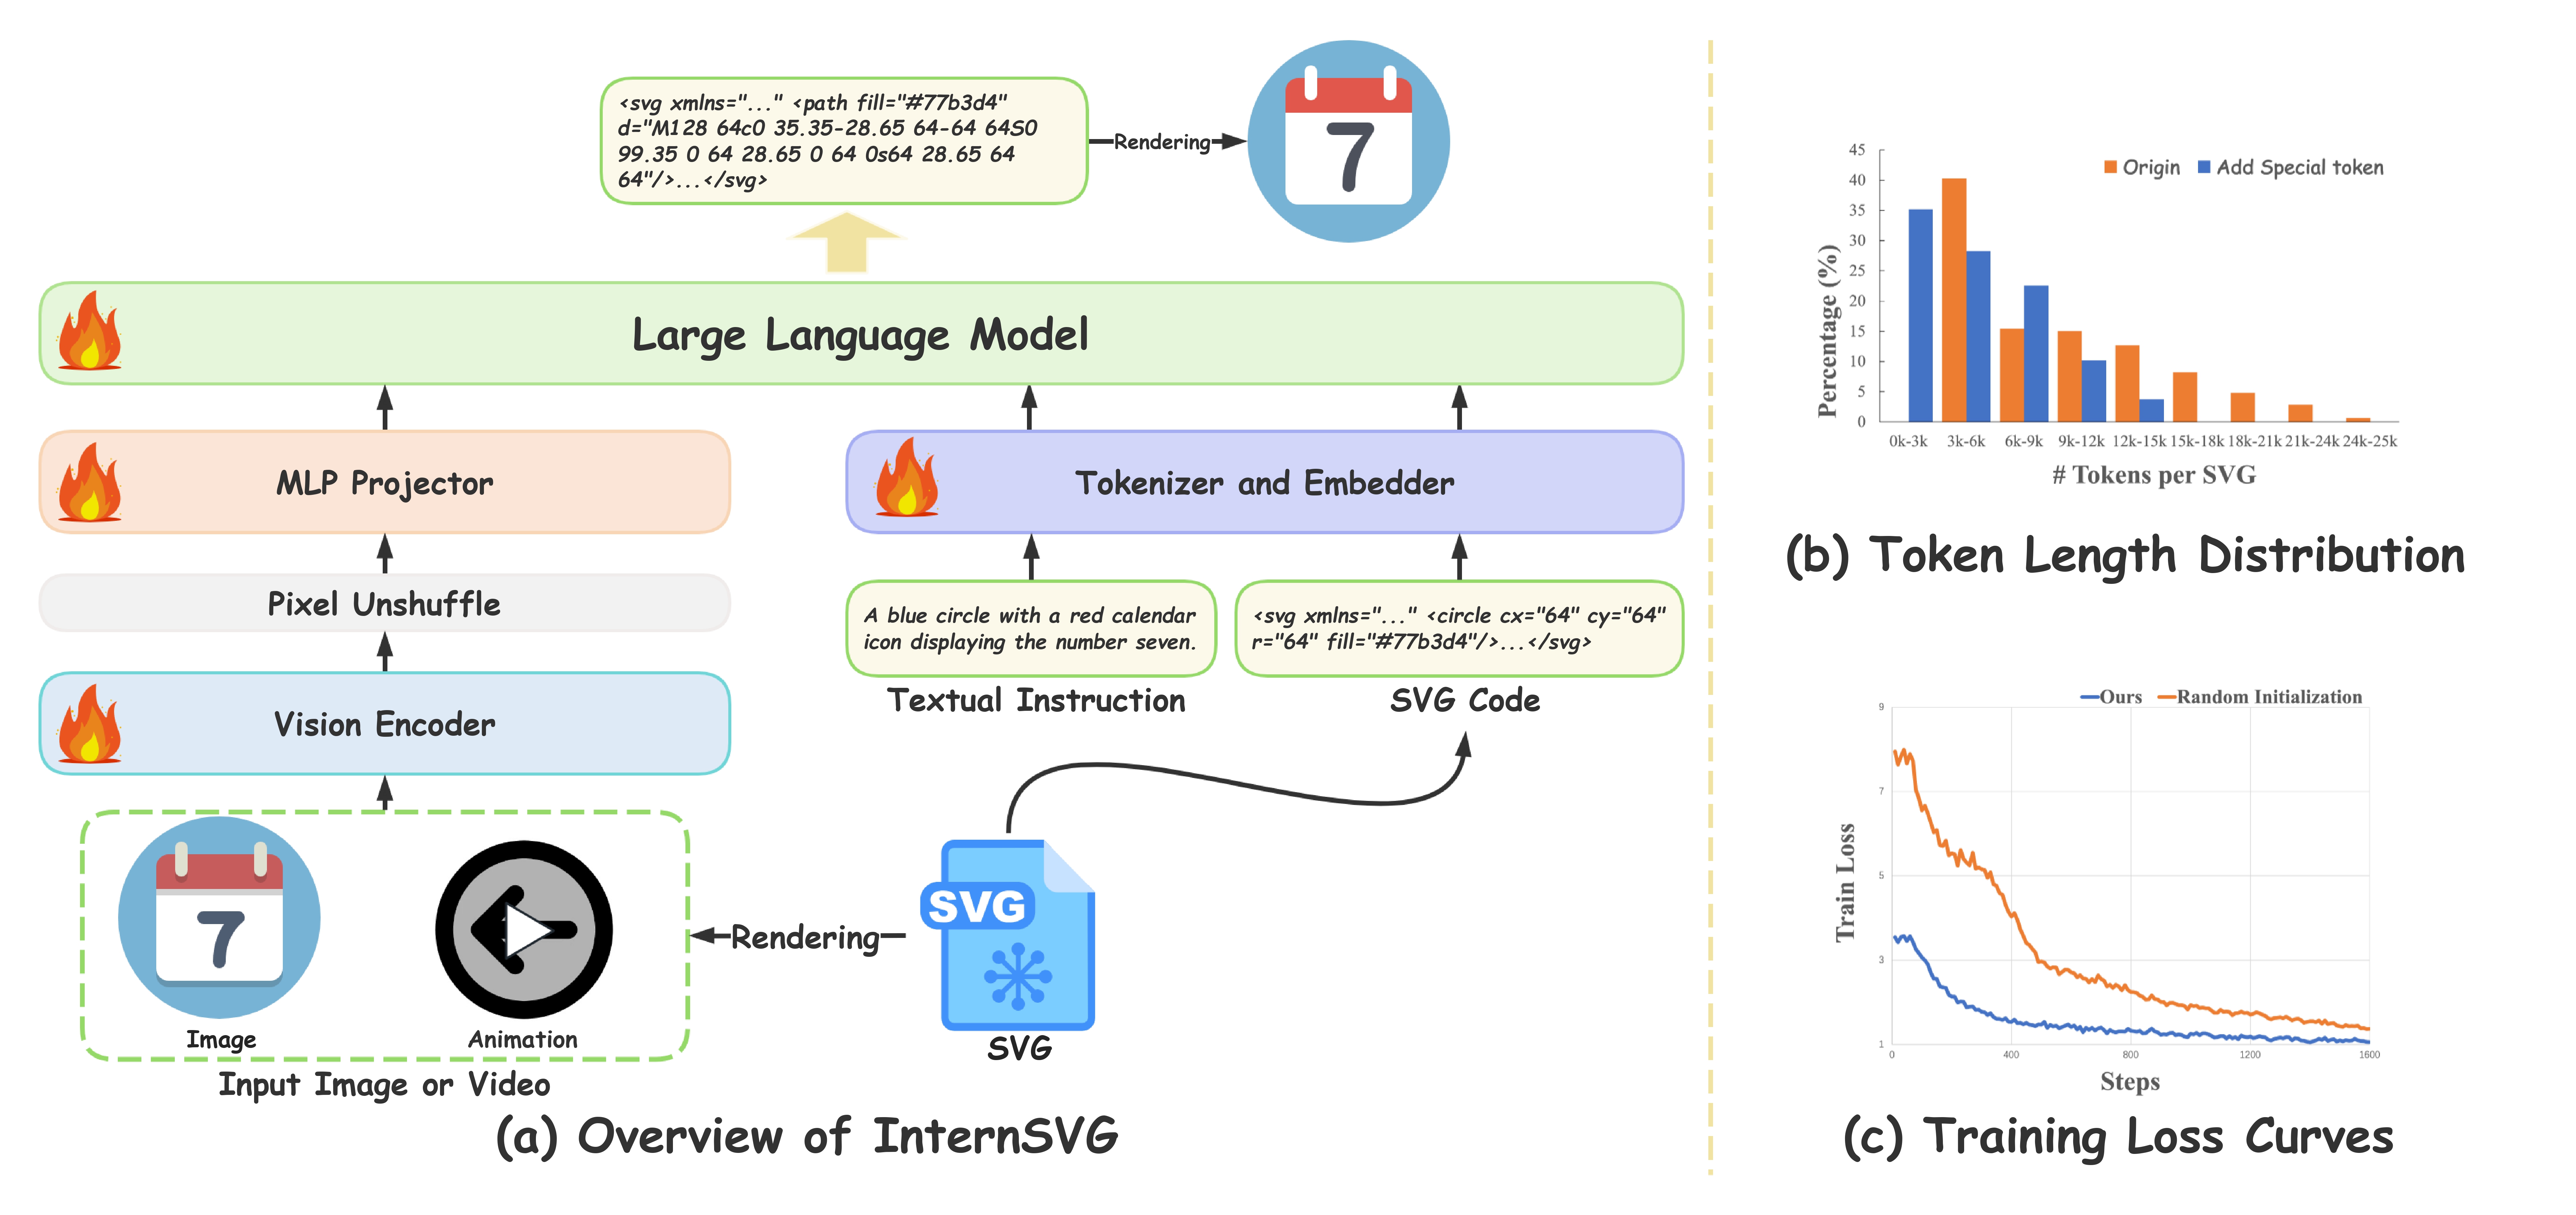 <svg xmlns="..." <path fill="#77b3d4"
d="M128 64c0 35.35-28.65 64-64 64S0
99.35 0 64 28.65 0 64 0s64 28.65 64
64"/>...</svg>
Rendering
7
Large Language Model
MLP Projector
Tokenizer and Embedder
Pixel Unshuffle
A blue circle with a red calendar
icon displaying the number seven.
<svg xmlns="..." <circle cx="64" cy="64"
r="64" fill="#77b3d4"/>...</svg>
Textual Instruction
SVG Code
Vision Encoder
7
Image
Animation
Input Image or Video
Rendering
SVG
SVG
(a) Overview of InternSVG
Origin
Add Special token
Percentage (%)
45
40
35
30
25
20
15
10
5
0
0k-3k 3k-6k 6k-9k 9k-12k 12k-15k 15k-18k 18k-21k 21k-24k 24k-25k
# Tokens per SVG
(b) Token Length Distribution
Ours
Random Initialization
Train Loss
9
7
5
3
1
0 400 800 1200 1600
Steps
(c) Training Loss Curves